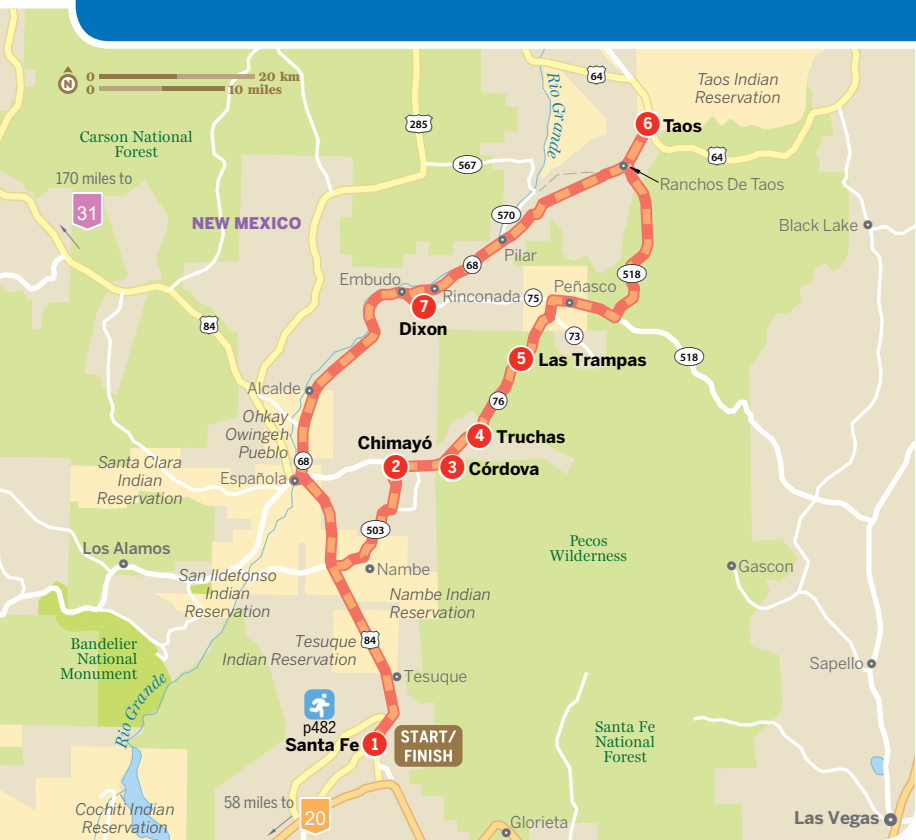 N
0 20 km
0 10 miles
64
Taos Indian
Reservation
Rio Grande
285
6 Taos
Carson National
Forest
64
567
170 miles to
31
Ranchos De Taos
NEW MEXICO
570
Black Lake
Pilar
68
518
Embudo
Rinconada
75
Peñasco
7
Dixon
84
73
518
5 Las Trampas
Alcalde
76
Ohkay
Owingeh
Pueblo
Chimayó
4 Truchas
68
2
3 Córdova
Santa Clara
Indian
Reservation
Española
503
Los Alamos
Pecos
Wilderness
Nambe
Gascon
San Ildefonso
Indian
Reservation
Nambe Indian
Reservation
84
Tesuque
Indian Reservation
Bandelier
National
Monument
Sapello
Tesuque
Rio Grande
p482
Santa Fe 1
START/
FINISH
Santa Fe
National
Forest
58 miles to
20
Cochiti Indian
Reservation
Glorieta
Las Vegas